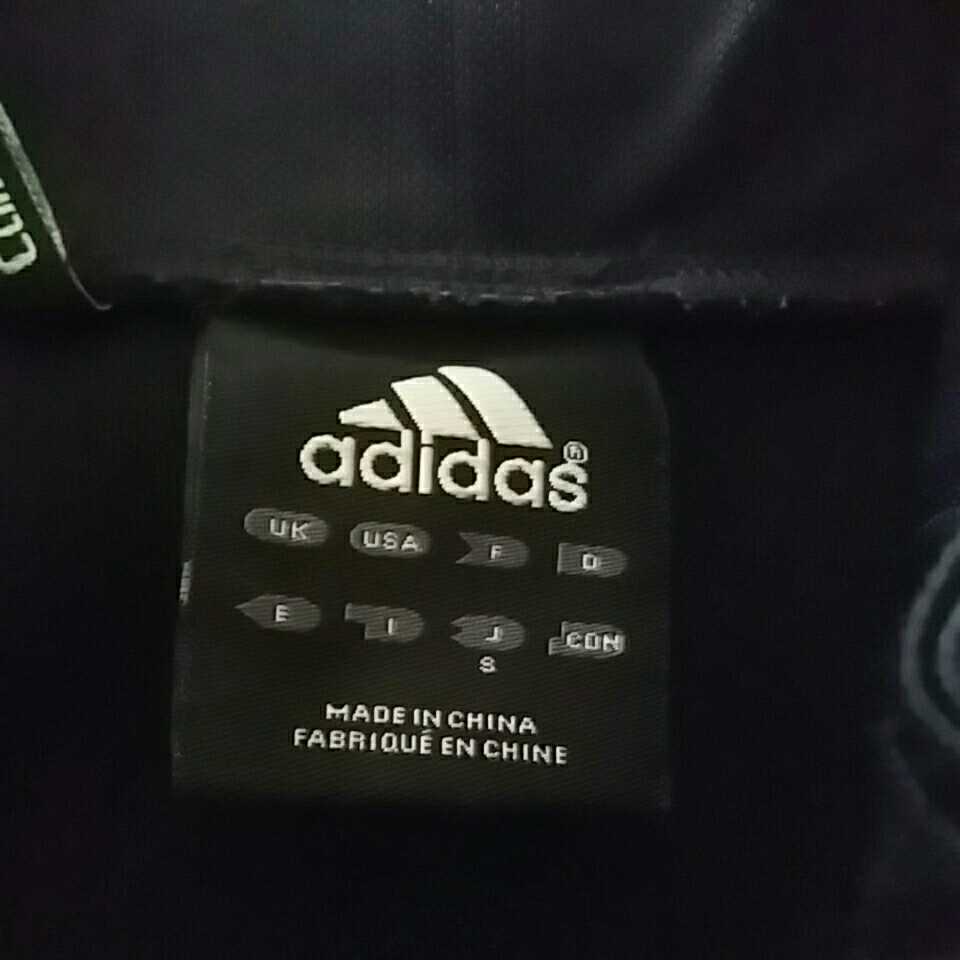 adidas®
UK USA F D
E I J CDN
S
MADE IN CHINA
FABRIQUÉ EN CHINE